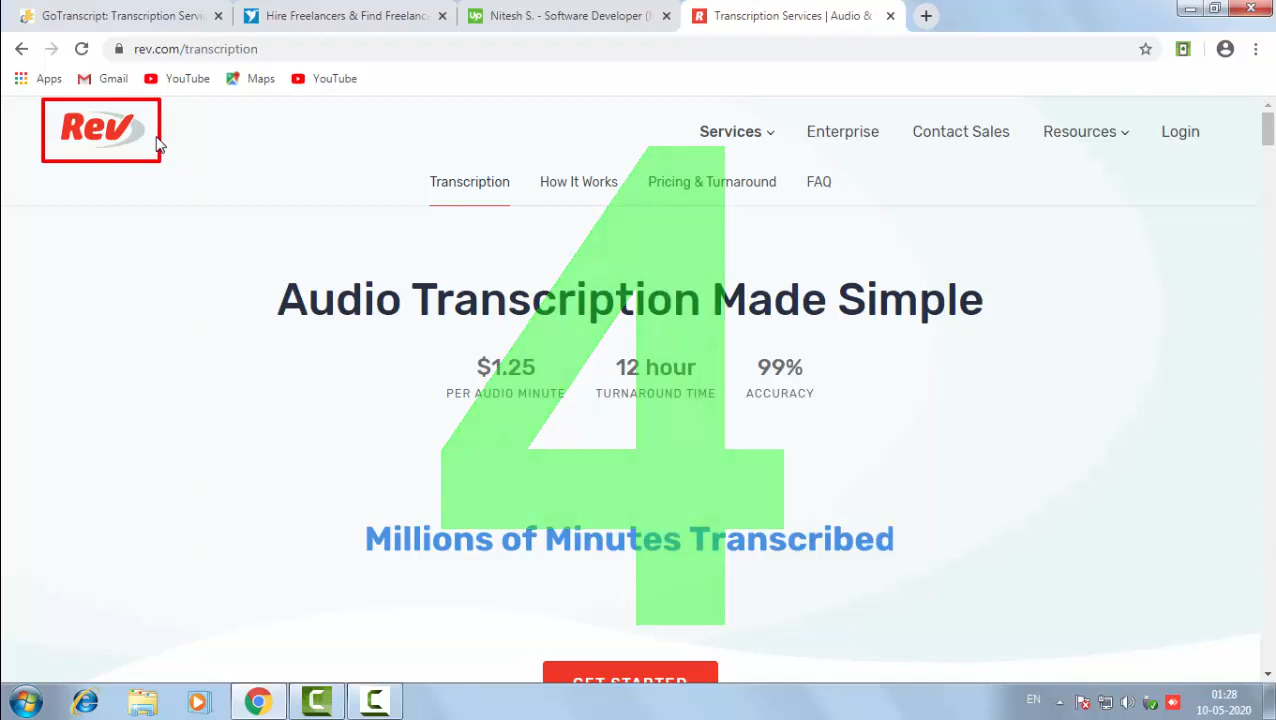 GoTranscript: Transcription Servi
Hire Freelancers & Find Freelanc
Up Nitesh S. - Software Developer (
R Transcription Services | Audio &
rev.com/transcription
Apps Gmail YouTube Maps YouTube
Rev
Services Enterprise Contact Sales Resources Login
Transcription How It Works Pricing & Turnaround FAQ
Audio Transcription Made Simple
$1.25 12 hour 99%
PER AUDIO MINUTE TURNAROUND TIME ACCURACY
4
Millions of Minutes Transcribed
GET STARTED
EN
01:28
10-05-2020